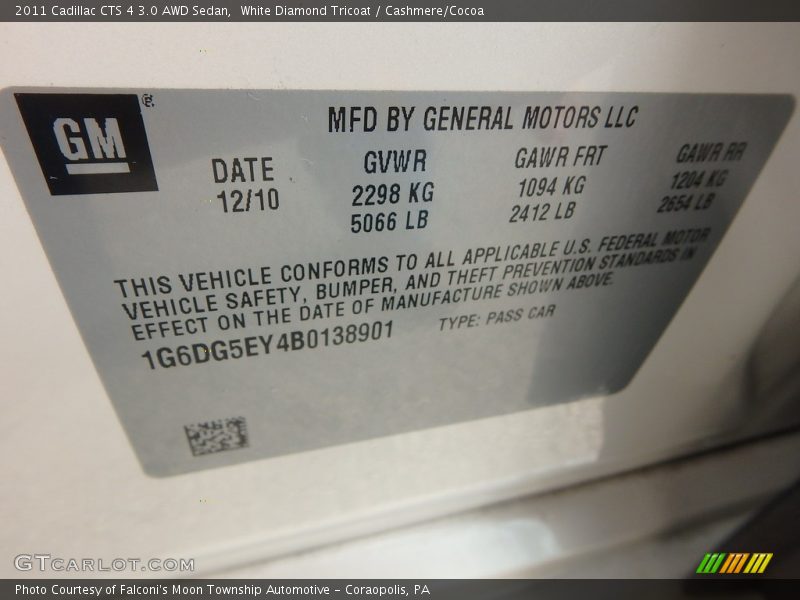 2011 Cadillac CTS 4 3.0 AWD Sedan,  White Diamond Tricoat / Cashmere/Cocoa
GM
MFD BY GENERAL MOTORS LLC
DATE GVWR GAWR FRT GAWR RR
12/10 2298 KG 1094 KG 1204 KG
5066 LB 2412 LB 2654 LB
THIS VEHICLE CONFORMS TO ALL APPLICABLE U.S. FEDERAL MOTOR
VEHICLE SAFETY, BUMPER, AND THEFT PREVENTION STANDARDS IN
EFFECT ON THE DATE OF MANUFACTURE SHOWN ABOVE.
1G6DG5EY4B0138901 TYPE: PASS CAR
GTCARLOT.COM
Photo Courtesy of Falconi's Moon Township Automotive – Coraopolis, PA